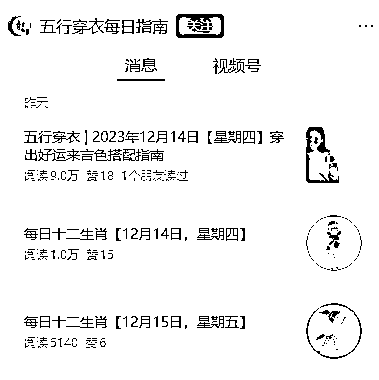 五行穿衣每日指南 关注
消息 视频号
昨天
五行穿衣】2023年12月14日【星期四】穿
出好运来吉色搭配指南
阅读9.0万 赞18 1个朋友读过
每日十二生肖【12月14日，星期四】
阅读1.0万 赞15
每日十二生肖【12月15日，星期五】
阅读5140 赞6